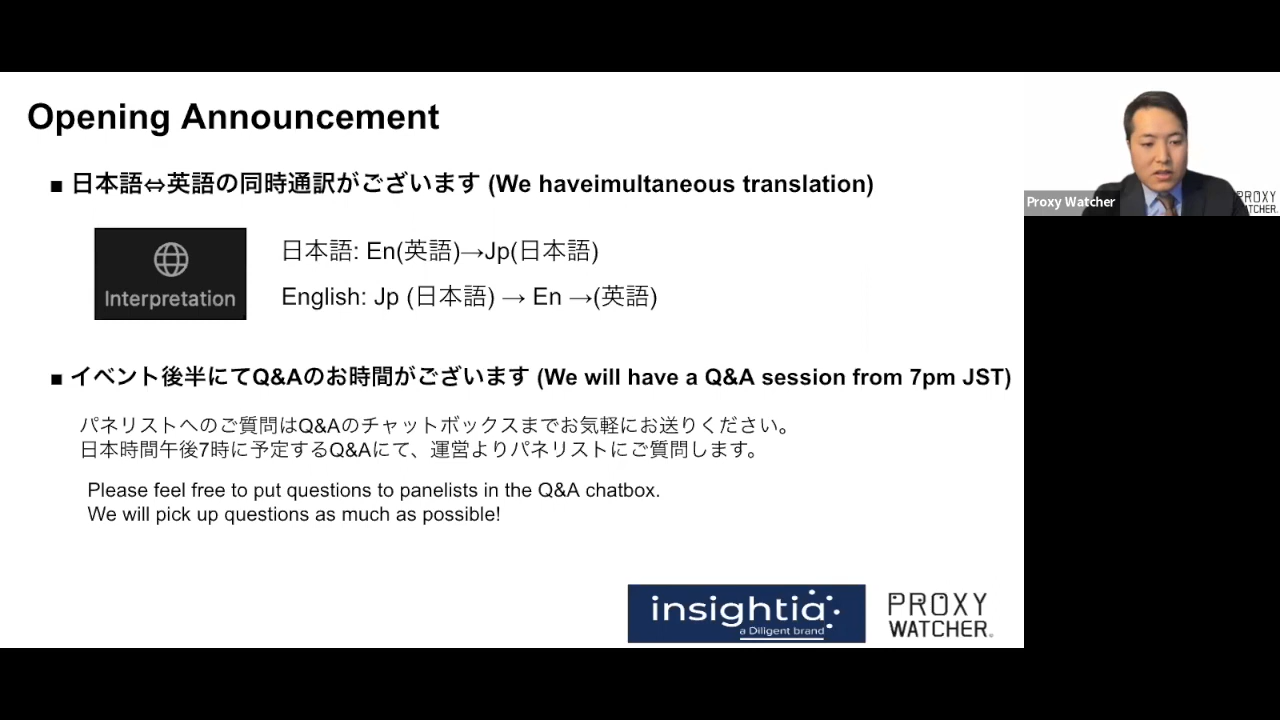 Opening Announcement
■ 日本語⇔英語の同時通訳がございます (We haveimultaneous translation)
Interpretation
日本語: En(英語)→Jp(日本語)
English: Jp (日本語) → En →(英語)
■ イベント後半にてQ&Aのお時間がございます (We will have a Q&A session from 7pm JST)
パネリストへのご質問はQ&Aのチャットボックスまでお気軽にお送りください。
日本時間午後7時に予定するQ&Aにて、運営よりパネリストにご質問します。
Please feel free to put questions to panelists in the Q&A chatbox.
We will pick up questions as much as possible!
insightia
a Diligent brand
PROXY
WATCHER.
Proxy Watcher
PROXY
TCHER.